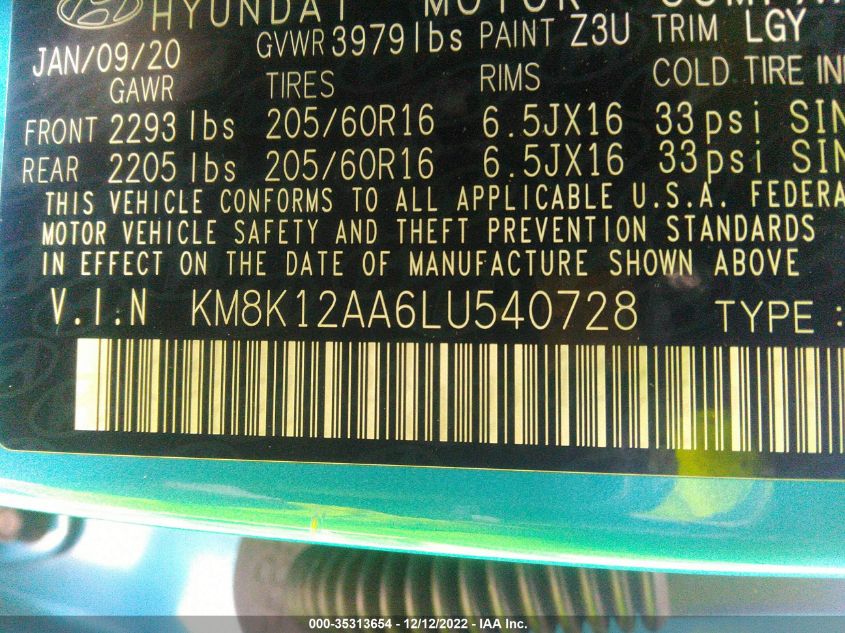 HYUNDAI MOTOR
JAN/09/20 GVWR 3979 lbs PAINT Z3U TRIM LGY
GAWR TIRES RIMS COLD TIRE
FRONT 2293 lbs 205/60R16 6.5JX16 33psi
REAR 2205 lbs 205/60R16 6.5JX16 33psi
THIS VEHICLE CONFORMS TO ALL APPLICABLE U.S.A. FEDERA
MOTOR VEHICLE SAFETY AND THEFT PREVENTION STANDARDS
IN EFFECT ON THE DATE OF MANUFACTURE SHOWN ABOVE
V.I.N KM8K12AA6LU540728 TYPE :
000-35313654 - 12/12/2022 - IAA Inc.